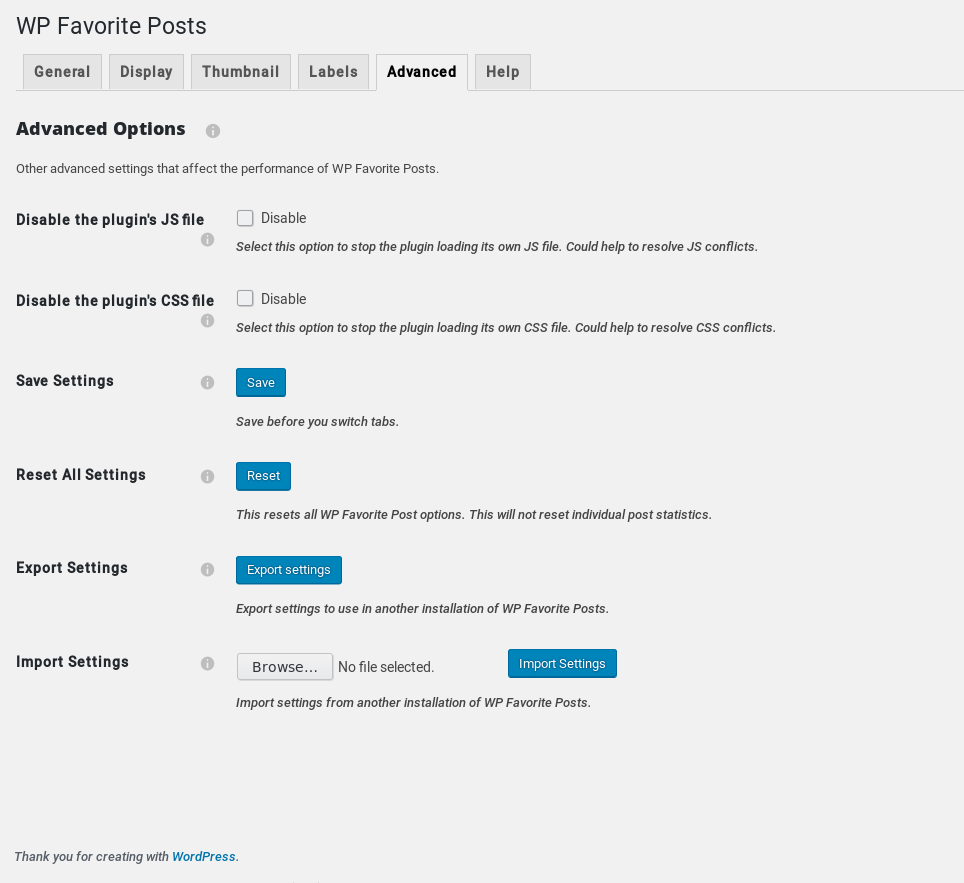 WP Favorite Posts
General Display Thumbnail Labels Advanced Help
Advanced Options
Other advanced settings that affect the performance of WP Favorite Posts.
Disable the plugin's JS file
Disable
Select this option to stop the plugin loading its own JS file. Could help to resolve JS conflicts.
Disable the plugin's CSS file
Disable
Select this option to stop the plugin loading its own CSS file. Could help to resolve CSS conflicts.
Save Settings
Save
Save before you switch tabs.
Reset All Settings
Reset
This resets all WP Favorite Post options. This will not reset individual post statistics.
Export Settings
Export settings
Export settings to use in another installation of WP Favorite Posts.
Import Settings
Browse... No file selected. Import Settings
Import settings from another installation of WP Favorite Posts.
Thank you for creating with WordPress.